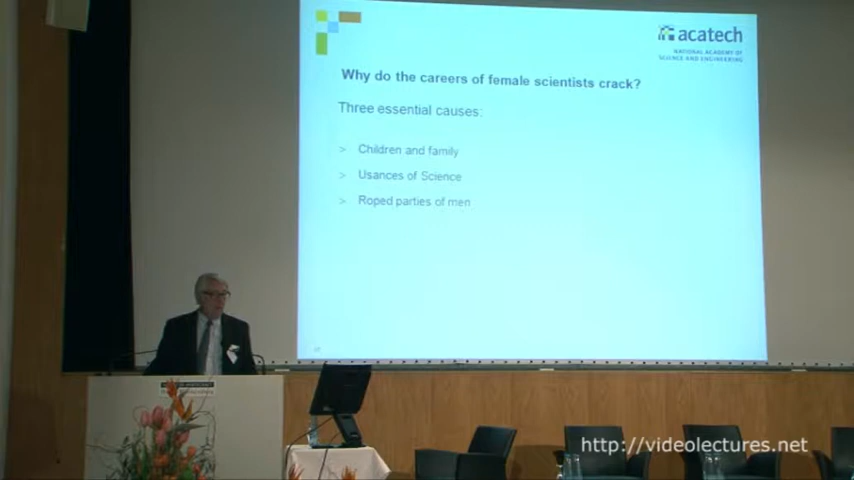 acatech
NATIONAL ACADEMY OF
SCIENCE AND ENGINEERING
Why do the careers of female scientists crack?
Three essential causes:
> Children and family
> Usances of Science
> Roped parties of men
http://videolectures.net